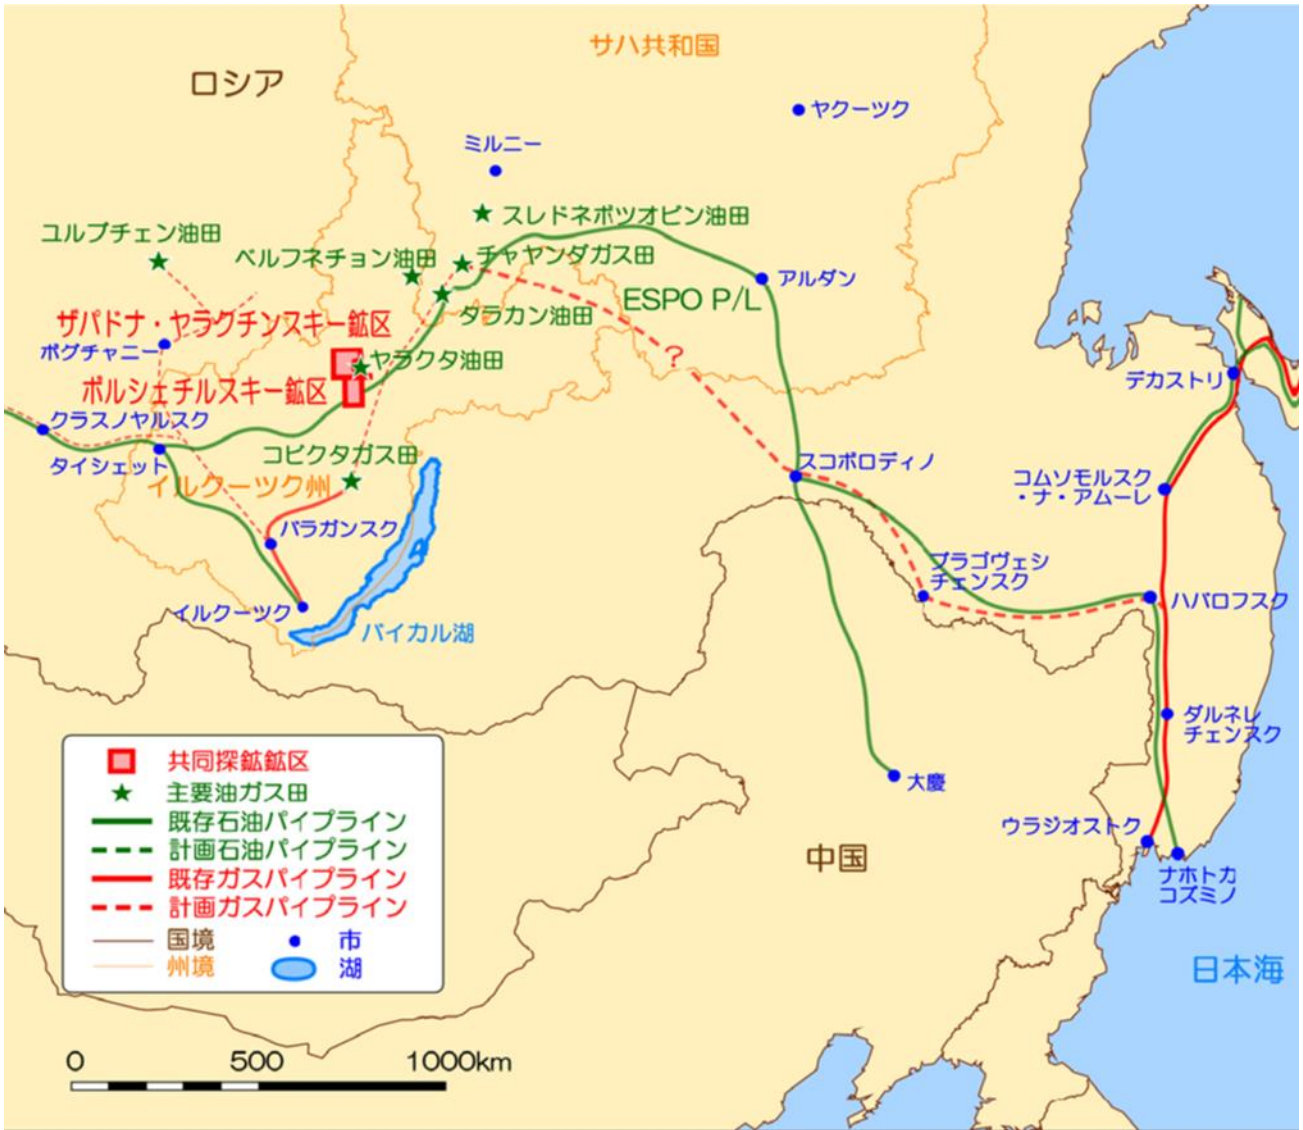 サハ共和国
ロシア
ヤクーツク
ミルニー
スレドネボツオビン油田
ユルブチェン油田
ベルフネチョン油田
チャヤンダガス田
アルダン
ESPO P/L
タラカン油田
ザパドナ・ヤラクチンスキー鉱区
ボグチャニー
?
ヤラクタ油田
デカストリ
ボルシェチルスキー鉱区
クラスノヤルスク
タイシェット
コビクタガス田
スコボロディノ
コムソモルスク
・ナ・アムーレ
イルクーツク州
バラガンスク
ブラゴヴェシ
チェンスク
イルクーツク
ハバロフスク
バイカル湖
ダルネレ
チェンスク
共同探鉱鉱区
主要油ガス田
既存石油パイプライン
計画石油パイプライン
既存ガスパイプライン
計画ガスパイプライン
国境
市
州境
湖
大慶
ウラジオストク
中国
ナホトカ
コズミノ
日本海
0 500 1000km